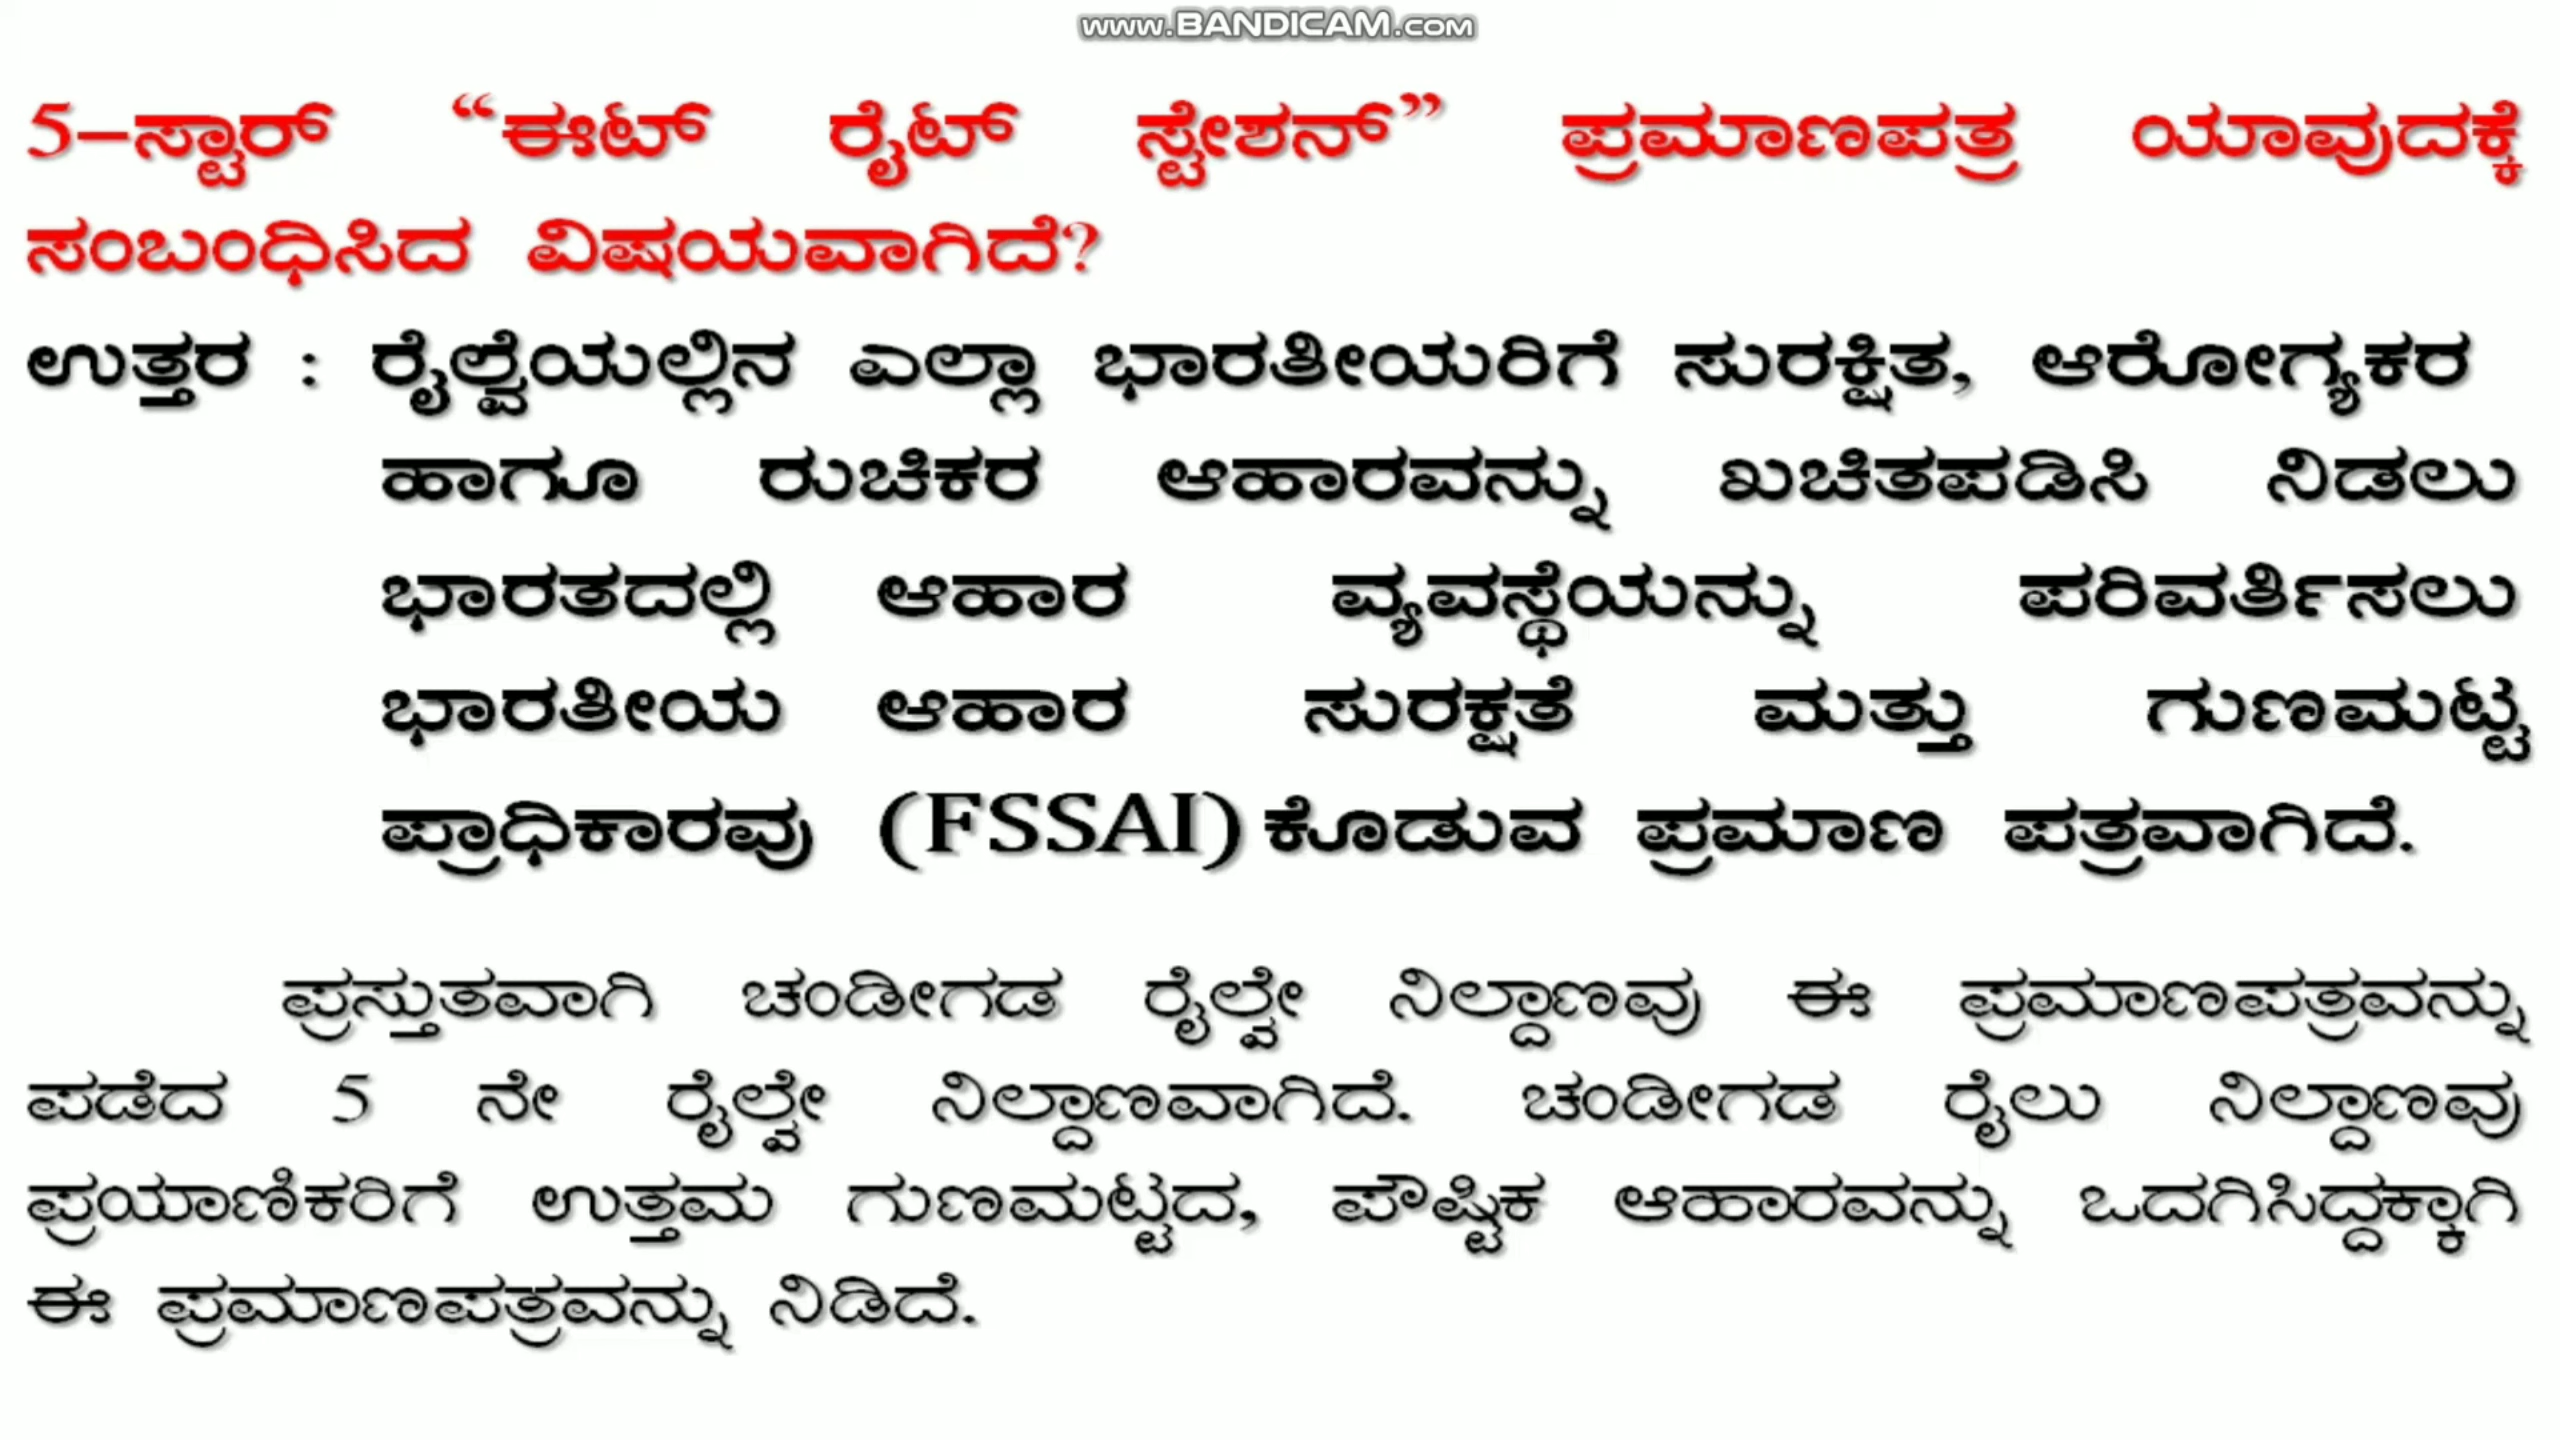 www.BANDICAM.com
5–ಸ್ಟಾರ್ “ಈಟ್ ರೈಟ್ ಸ್ಟೇಶನ್” ಪ್ರಮಾಣಪತ್ರ ಯಾವುದಕ್ಕೆ
ಸಂಬಂಧಿಸಿದ ವಿಷಯವಾಗಿದೆ?
ಉತ್ತರ : ರೈಲ್ವೆಯಲ್ಲಿನ ಎಲ್ಲಾ ಭಾರತೀಯರಿಗೆ ಸುರಕ್ಷಿತ, ಆರೋಗ್ಯಕರ
ಹಾಗೂ ರುಚಿಕರ ಆಹಾರವನ್ನು ಖಚಿತಪಡಿಸಿ ನಿಡಲು
ಭಾರತದಲ್ಲಿ ಆಹಾರ ವ್ಯವಸ್ಥೆಯನ್ನು ಪರಿವರ್ತಿಸಲು
ಭಾರತೀಯ ಆಹಾರ ಸುರಕ್ಷತೆ ಮತ್ತು ಗುಣಮಟ್ಟ
ಪ್ರಾಧಿಕಾರವು (FSSAI) ಕೊಡುವ ಪ್ರಮಾಣ ಪತ್ರವಾಗಿದೆ.
ಪ್ರಸ್ತುತವಾಗಿ ಚಂಡೀಗಡ ರೈಲ್ವೇ ನಿಲ್ದಾಣವು ಈ ಪ್ರಮಾಣಪತ್ರವನ್ನು
ಪಡೆದ 5 ನೇ ರೈಲ್ವೇ ನಿಲ್ದಾಣವಾಗಿದೆ. ಚಂಡೀಗಡ ರೈಲು ನಿಲ್ದಾಣವು
ಪ್ರಯಾಣಿಕರಿಗೆ ಉತ್ತಮ ಗುಣಮಟ್ಟದ, ಪೌಷ್ಟಿಕ ಆಹಾರವನ್ನು ಒದಗಿಸಿದ್ದಕ್ಕಾಗಿ
ಈ ಪ್ರಮಾಣಪತ್ರವನ್ನು ನಿಡಿದೆ.